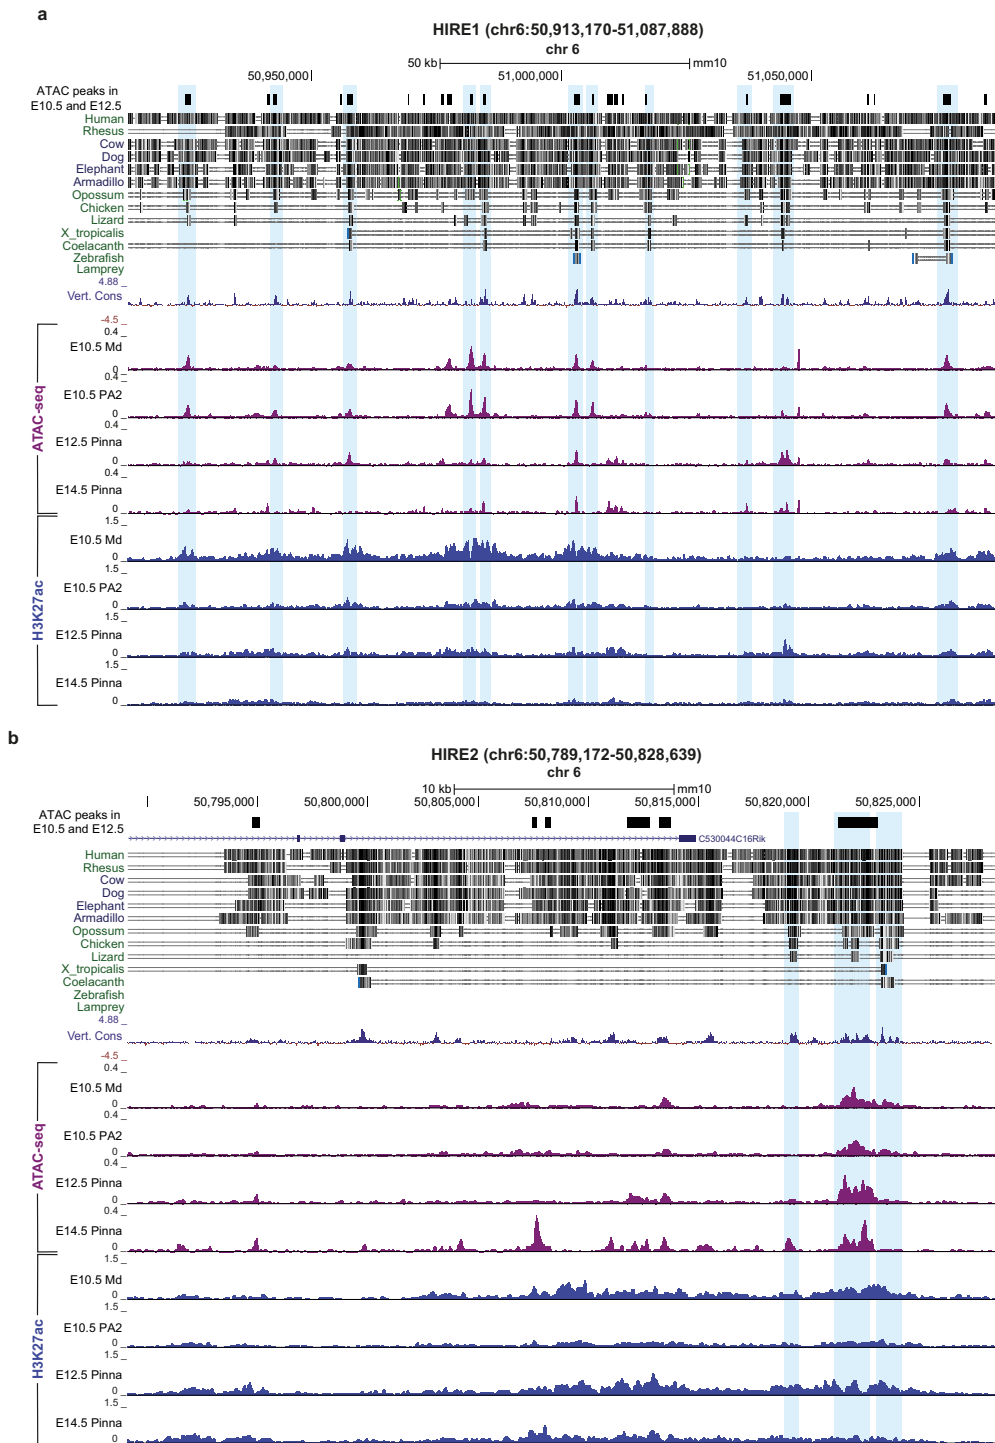 a
HIRE1 (chr6:50,913,170-51,087,888)
chr 6
50 kb mm10
50,950,000 51,000,000 51,050,000
ATAC peaks in
E10.5 and E12.5
Human
Rhesus
Cow
Dog
Elephant
Armadillo
Opossum
Chicken
Lizard
X_tropicalis
Coelacanth
Zebrafish
Lamprey
4.88 _
Vert. Cons
-4.5 _
ATAC-seq
0.4 _
E10.5 Md
0 _
0.4 _
E10.5 PA2
0 _
0.4 _
E12.5 Pinna
0 _
0.4 _
E14.5 Pinna
0 _
H3K27ac
1.5 _
E10.5 Md
0 _
1.5 _
E10.5 PA2
0 _
1.5 _
E12.5 Pinna
0 _
1.5 _
E14.5 Pinna
0 _
b
HIRE2 (chr6:50,789,172-50,828,639)
chr 6
10 kb mm10
50,795,000 50,800,000 50,805,000 50,810,000 50,815,000 50,820,000 50,825,000
ATAC peaks in
E10.5 and E12.5
C530044C16Rik
Human
Rhesus
Cow
Dog
Elephant
Armadillo
Opossum
Chicken
Lizard
X_tropicalis
Coelacanth
Zebrafish
Lamprey
4.88 _
Vert. Cons
-4.5 _
ATAC-seq
0.4 _
E10.5 Md
0 _
0.4 _
E10.5 PA2
0 _
0.4 _
E12.5 Pinna
0 _
0.4 _
E14.5 Pinna
0 _
H3K27ac
E10.5 Md
0 _
1.5 _
E10.5 PA2
0 _
1.5 _
E12.5 Pinna
0 _
1.5 _
E14.5 Pinna
0 _